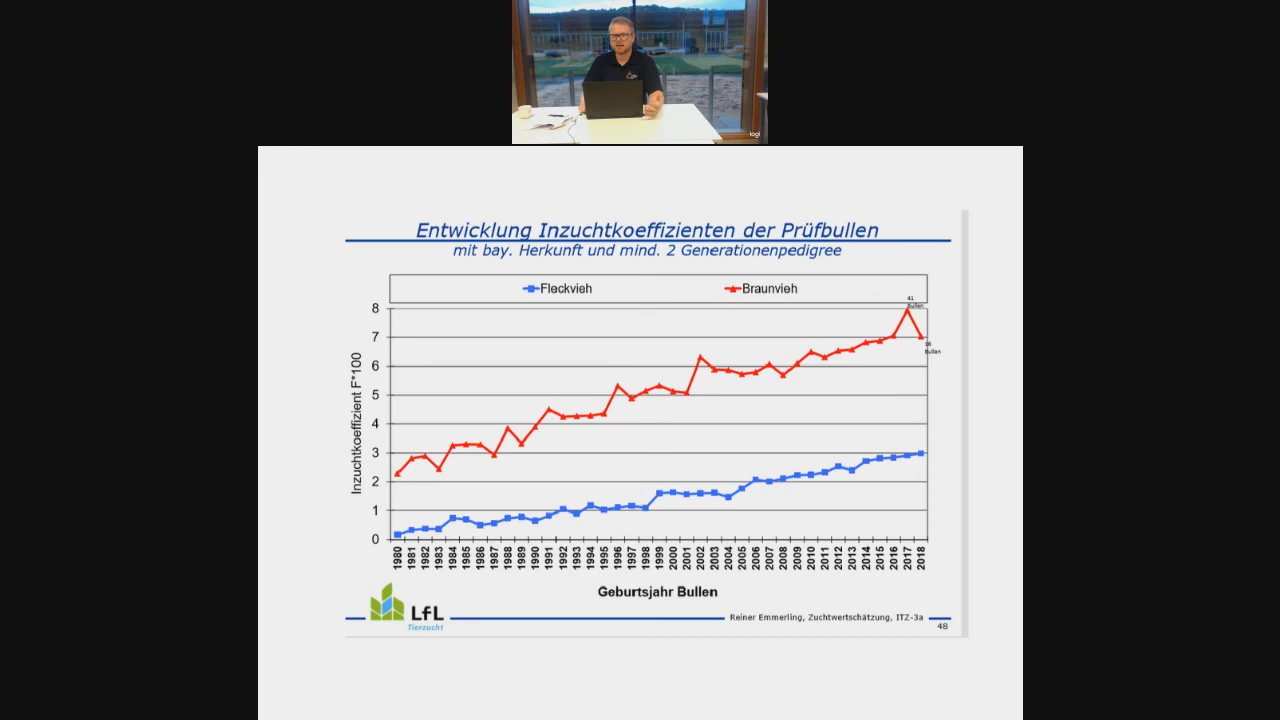 logi
Entwicklung Inzuchtkoeffizienten der Prüfbullen
mit bay. Herkunft und mind. 2 Generationenpedigree
Fleckvieh
Braunvieh
41
Bullen
16
Bullen
Inzuchtkoeffizient F*100
8
7
6
5
4
3
2
1
0
1980 1981 1982 1983 1984 1985 1986 1987 1988 1989 1990 1991 1992 1993 1994 1995 1996 1997 1998 1999 2000 2001 2002 2003 2004 2005 2006 2007 2008 2009 2010 2011 2012 2013 2014 2015 2016 2017 2018
Geburtsjahr Bullen
LfL
Tierzucht
Reiner Emmerling, Zuchtwertschätzung, ITZ-3a
48